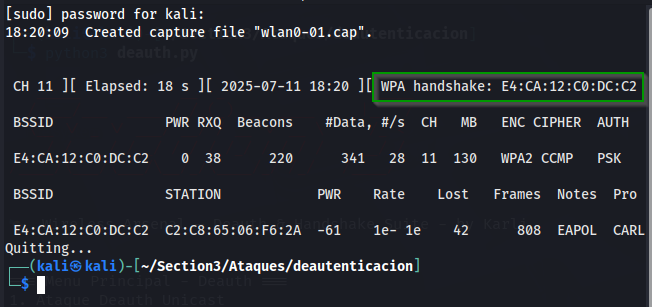 [sudo] password for kali:
18:20:09  Created capture file "wlan0-01.cap".
CH 11 ][ Elapsed: 18 s ][ 2025-07-11 18:20 ][ WPA handshake: E4:CA:12:C0:DC:C2
BSSID              PWR RXQ  Beacons    #Data, #/s  CH   MB   ENC CIPHER  AUTH
E4:CA:12:C0:DC:C2    0  38      220      341   28  11  130   WPA2 CCMP   PSK
BSSID              STATION            PWR    Rate    Lost   Frames  Notes  Pro
E4:CA:12:C0:DC:C2  C2:C8:65:06:F6:2A  -61    1e- 1e    42      808  EAPOL  CARL
Quitting...
(kali㉿kali)-[~/Section3/Ataques/deautenticacion]
$